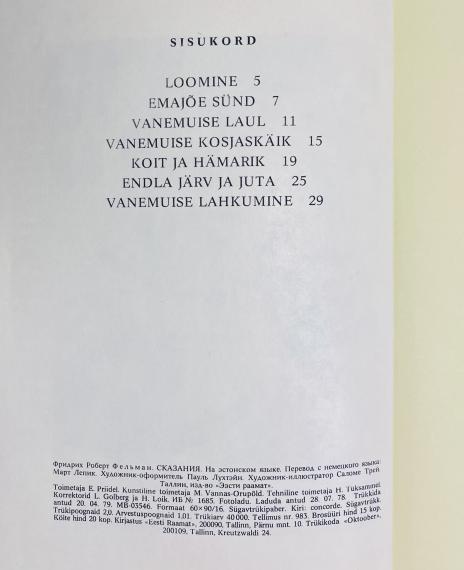 SISUKORD
LOOMINE 5
EMAJÕE SÜND 7
VANEMUISE LAUL 11
VANEMUISE KOSJASKÄIK 15
KOIT JA HÄMARIK 19
ENDLA JÄRV JA JUTA 25
VANEMUISE LAHKUMINE 29
Фридрих Роберт Фельман. СКАЗАНИЯ. На эстонском языке. Перевод с немецкого языка:
Март Лепик. Художник-оформитель Пауль Лухтэйн. Художник-иллюстратор Саломе Трей.
Таллин, изд-во «Ээсти раамат».
Toimetaja E. Priidel. Kunstiline toimetaja M. Vannas-Orupõld. Tehniline toimetaja H. Tüksammel.
Korrektorid L. Golberg ja H. Loik. ИБ № 1685. Fotoladu. Laduda antud 28. 07. 78. Trükkida
antud 20. 04. 79. MB-03546. Formaat 60×90/16. Sügavtrükipaber. Kiri: concorde. Sügavtrükk.
Trükipoognaid 2,0. Arvestuspoognaid 1,01. Trükiarv 40 000. Tellimus nr. 983. Brosüüri hind 15 kop.
Köite hind 20 kop. Kirjastus «Eesti Raamat», 200090, Tallinn, Pärnu mnt. 10. Trükikoda «Oktoober»,
200109, Tallinn, Kreutzwaldi 24.